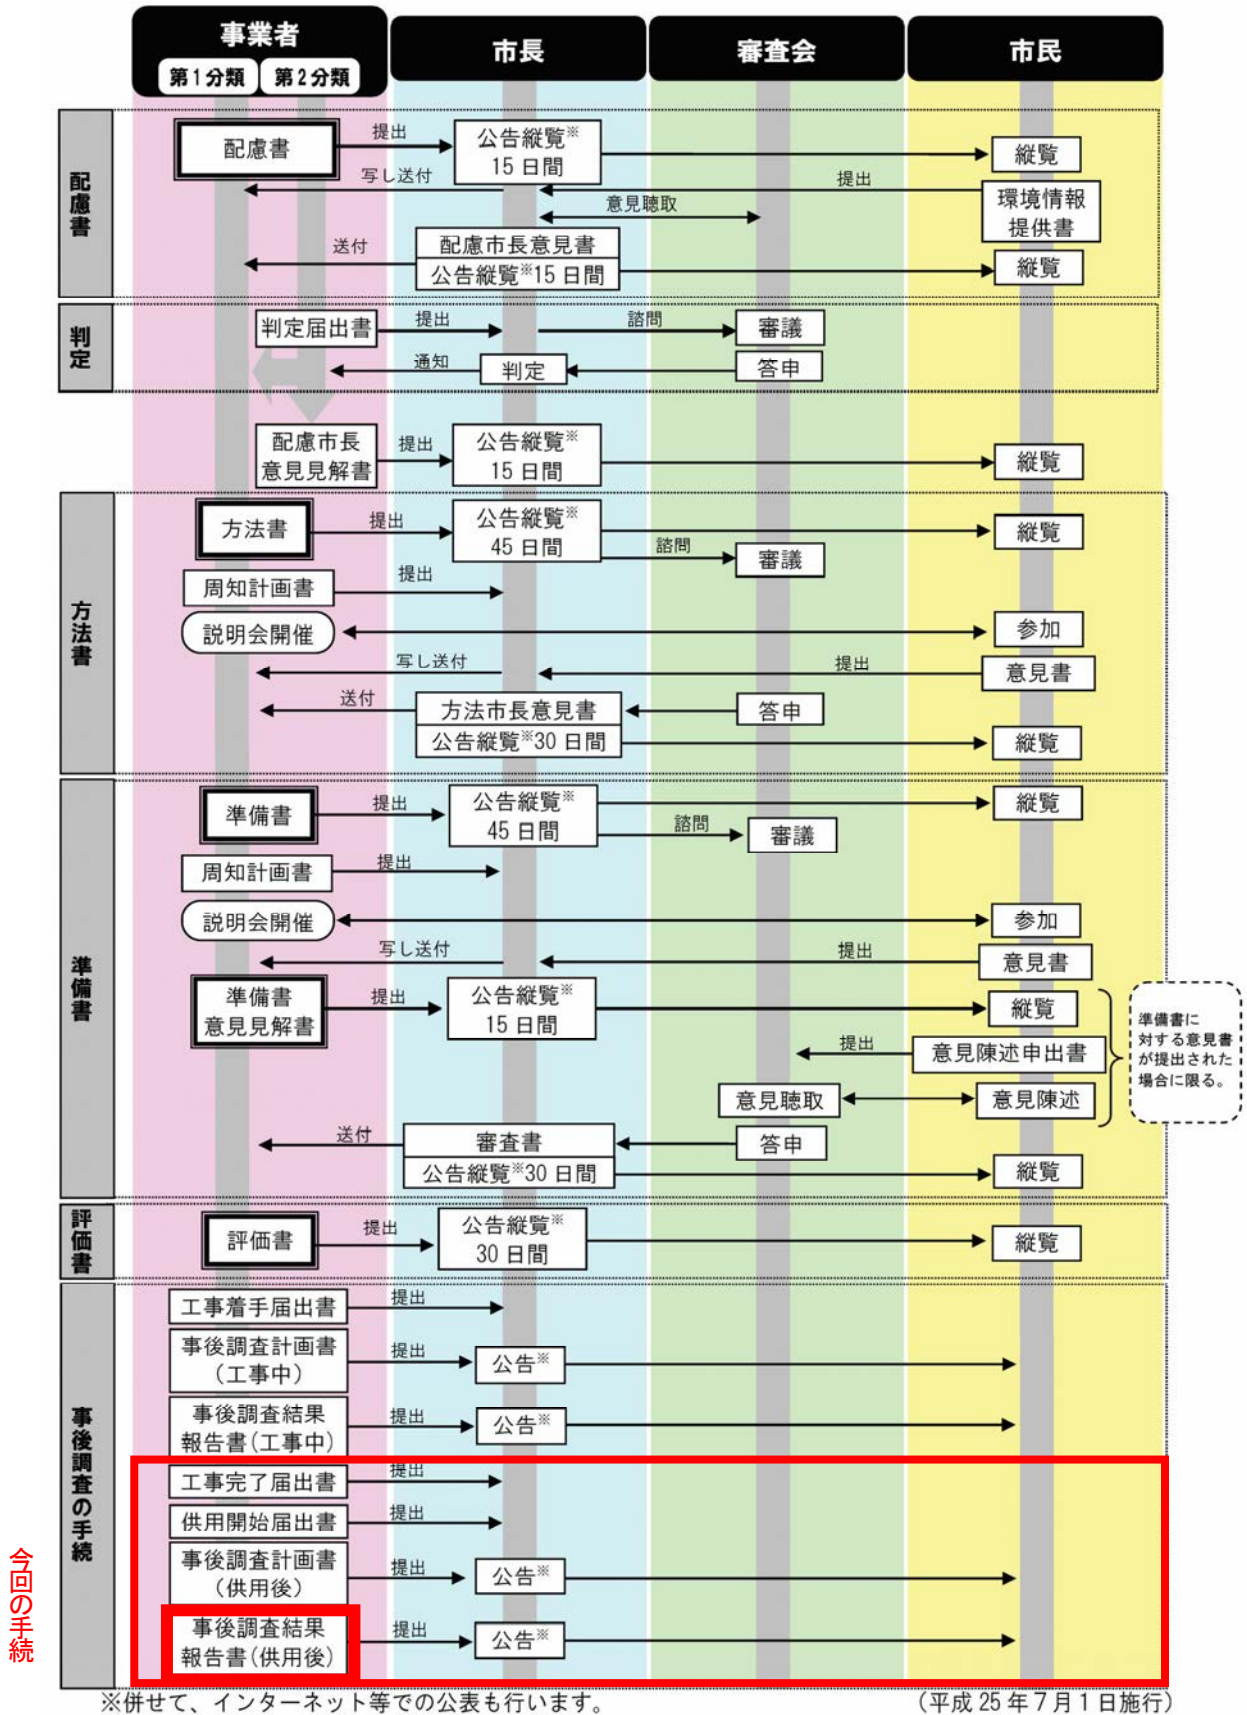 事業者
第1分類 第2分類
市長
審査会
市民
配慮書
配慮書
提出
公告縦覧※
15日間
縦覧
写し送付
提出
環境情報
提供書
意見聴取
送付
配慮市長意見書
公告縦覧※15日間
縦覧
判定
判定届出書
提出
諮問
審議
通知
判定
答申
配慮市長
意見見解書
提出
公告縦覧※
15日間
縦覧
方法書
方法書
提出
公告縦覧※
45日間
縦覧
諮問
審議
周知計画書
提出
説明会開催
参加
写し送付
提出
意見書
送付
方法市長意見書
公告縦覧※30日間
答申
縦覧
準備書
準備書
提出
公告縦覧※
45日間
縦覧
諮問
審議
周知計画書
提出
説明会開催
参加
写し送付
提出
意見書
準備書
意見見解書
提出
公告縦覧※
15日間
縦覧
準備書に
対する意見書
が提出された
場合に限る。
提出
意見陳述申出書
意見聴取
意見陳述
送付
審査書
公告縦覧※30日間
答申
縦覧
評価書
評価書
提出
公告縦覧※
30日間
縦覧
事後調査の手続
工事着手届出書
提出
事後調査計画書
(工事中)
提出
公告※
事後調査結果
報告書(工事中)
提出
公告※
工事完了届出書
提出
供用開始届出書
提出
事後調査計画書
(供用後)
提出
公告※
今回の手続
事後調査結果
報告書(供用後)
提出
公告※
※併せて、インターネット等での公表も行います。
(平成25年7月1日施行)